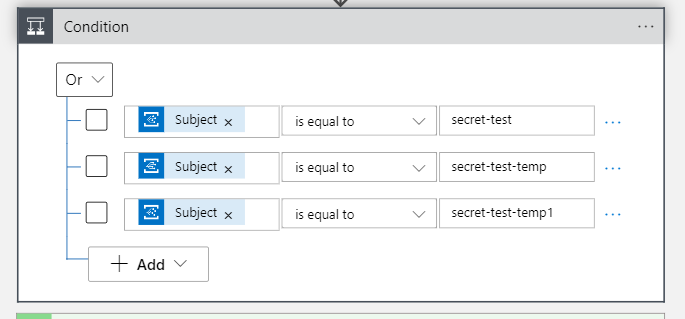 Condition
Or
Subject × is equal to secret-test
Subject × is equal to secret-test-temp
Subject × is equal to secret-test-temp1
+ Add